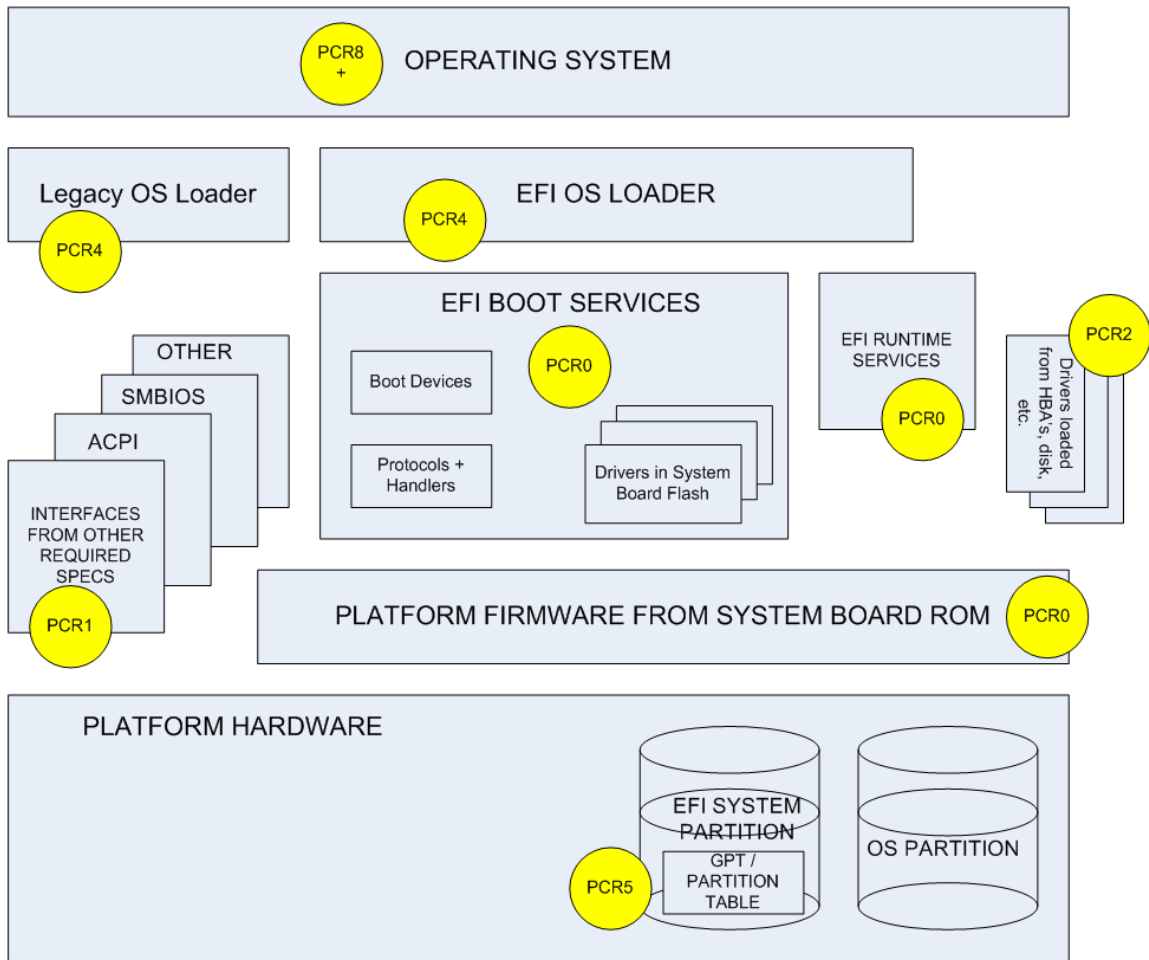 PCR8
+
OPERATING SYSTEM
Legacy OS Loader
PCR4
EFI OS LOADER
PCR4
EFI BOOT SERVICES
PCR0
Boot Devices
Protocols +
Handlers
Drivers in System
Board Flash
EFI RUNTIME
SERVICES
PCR0
PCR2
Drivers loaded
from HBA's, disk,
etc.
OTHER
SMBIOS
ACPI
INTERFACES
FROM OTHER
REQUIRED
SPECS
PCR1
PLATFORM FIRMWARE FROM SYSTEM BOARD ROM
PCR0
PLATFORM HARDWARE
EFI SYSTEM
PARTITION
GPT /
PARTITION
TABLE
PCR5
OS PARTITION